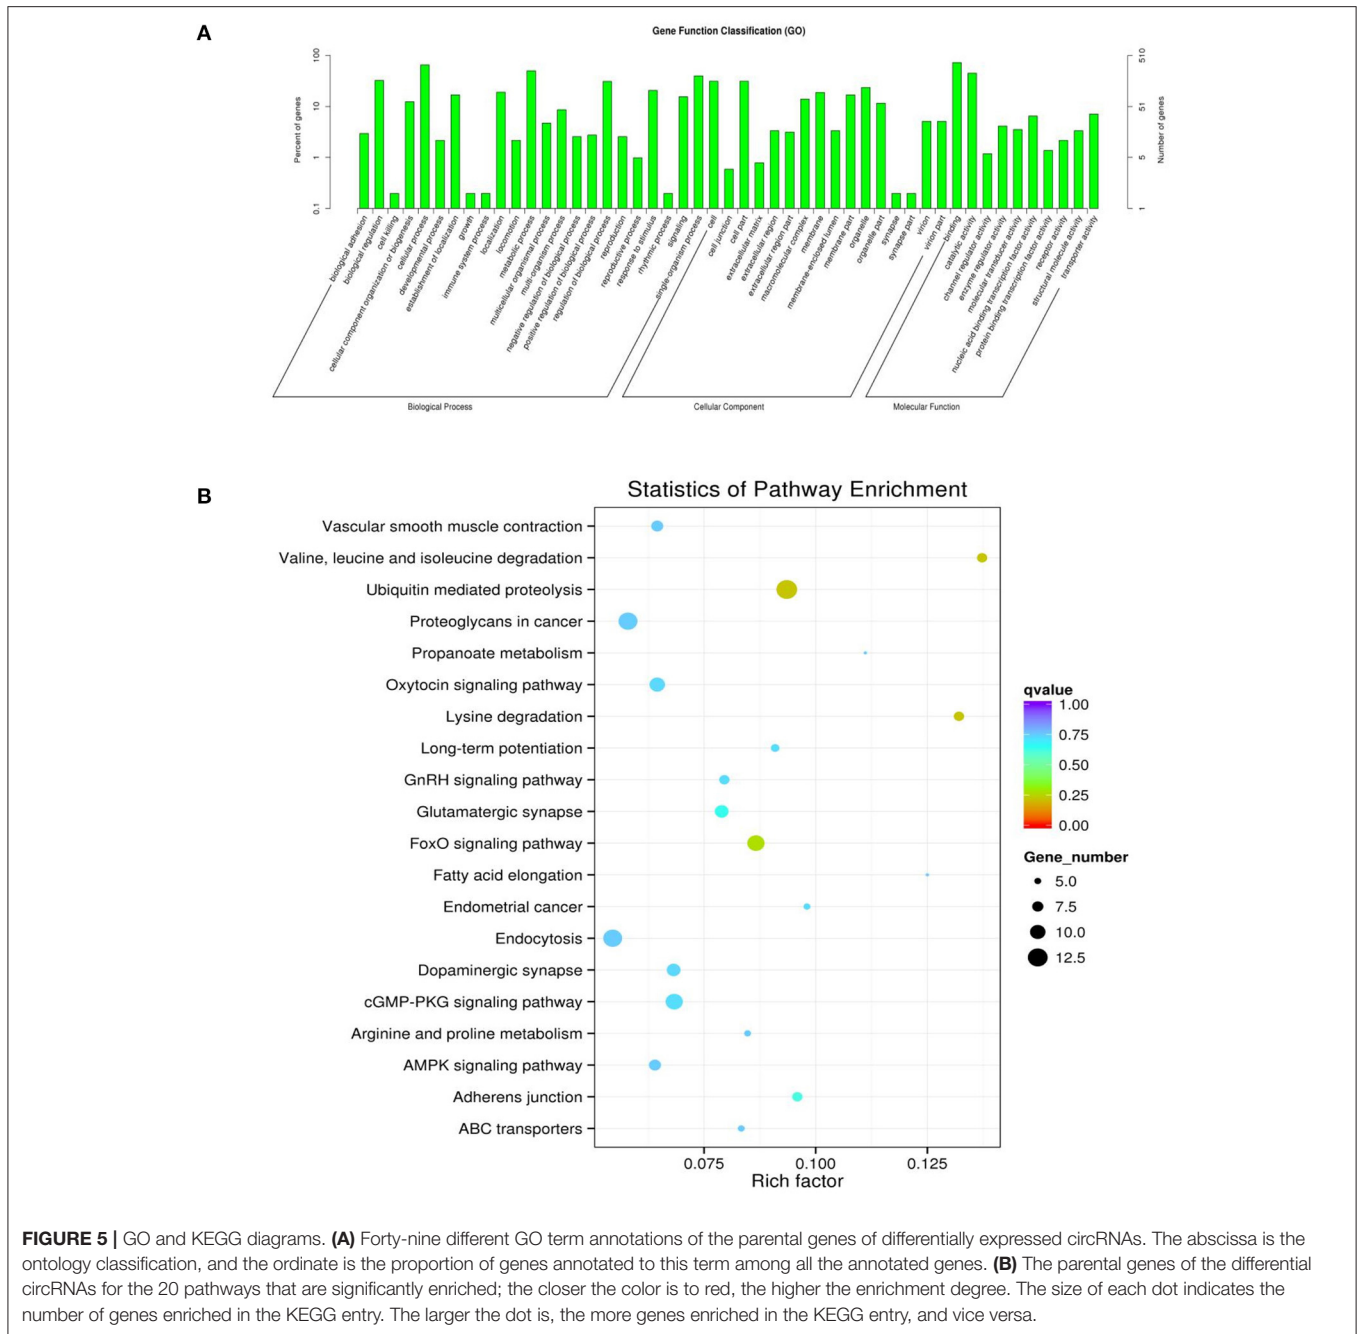 A
Gene Function Classification (GO)
Percent of genes
100
10
1
0.1
Number of genes
510
51
5
1
biological adhesion
biological regulation
cell killing
cellular component organization or biogenesis
cellular process
developmental process
establishment of localization
growth
immune system process
localization
locomotion
metabolic process
multicellular organismal process
multi-organism process
negative regulation of biological process
positive regulation of biological process
regulation of biological process
reproduction
reproductive process
response to stimulus
rhythmic process
signaling
single-organism process
cell
cell junction
cell part
extracellular matrix
extracellular region
extracellular region part
macromolecular complex
membrane
membrane-enclosed lumen
membrane part
organelle
organelle part
synapse
synapse part
virion
virion part
binding
catalytic activity
channel regulator activity
enzyme regulator activity
molecular transducer activity
nucleic acid binding transcription factor activity
protein binding transcription factor activity
receptor activity
structural molecule activity
transporter activity
Biological Process
Cellular Component
Molecular Function
B
Statistics of Pathway Enrichment
Vascular smooth muscle contraction
Valine, leucine and isoleucine degradation
Ubiquitin mediated proteolysis
Proteoglycans in cancer
Propanoate metabolism
Oxytocin signaling pathway
Lysine degradation
Long-term potentiation
GnRH signaling pathway
Glutamatergic synapse
FoxO signaling pathway
Fatty acid elongation
Endometrial cancer
Endocytosis
Dopaminergic synapse
cGMP-PKG signaling pathway
Arginine and proline metabolism
AMPK signaling pathway
Adherens junction
ABC transporters
0.075
0.100
0.125
Rich factor
qvalue
1.00
0.75
0.50
0.25
0.00
Gene_number
5.0
7.5
10.0
12.5
FIGURE 5 | GO and KEGG diagrams. (A) Forty-nine different GO term annotations of the parental genes of differentially expressed circRNAs. The abscissa is the
ontology classification, and the ordinate is the proportion of genes annotated to this term among all the annotated genes. (B) The parental genes of the differential
circRNAs for the 20 pathways that are significantly enriched; the closer the color is to red, the higher the enrichment degree. The size of each dot indicates the
number of genes enriched in the KEGG entry. The larger the dot is, the more genes enriched in the KEGG entry, and vice versa.